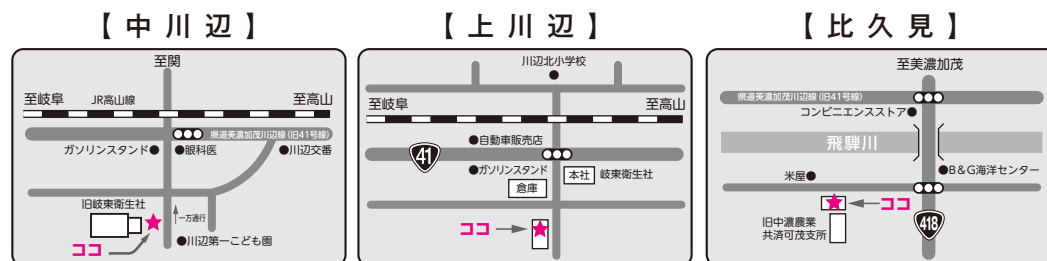 【中川辺】
至関
至岐阜
JR高山線
至高山
県道美濃加茂川辺線(旧41号線)
ガソリンスタンド
眼科医
川辺交番
旧岐東衛生社
一方通行
ココ
川辺第一こども園
【上川辺】
川辺北小学校
至岐阜
至高山
自動車販売店
41
ガソリンスタンド
倉庫
本社
岐東衛生社
ココ
【比久見】
至美濃加茂
県道美濃加茂川辺線(旧41号線)
コンビニエンスストア
飛騨川
米屋
B&G海洋センター
ココ
旧中濃農業
共済可茂支所
418